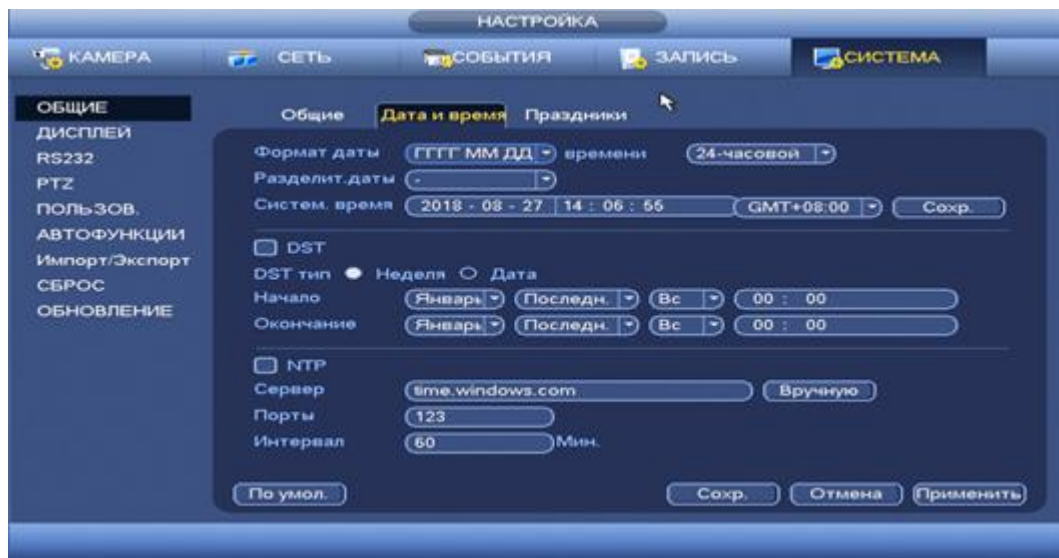 НАСТРОЙКА
КАМЕРА СЕТЬ СОБЫТИЯ ЗАПИСЬ СИСТЕМА
ОБЩИЕ
ДИСПЛЕЙ
RS232
PTZ
ПОЛЬЗОВ.
АВТОФУНКЦИИ
Импорт/Экспорт
СБРОС
ОБНОВЛЕНИЕ
Общие Дата и время Праздники
Формат даты ГГГГ ММ ДД времени 24-часовой
Разделит.даты -
Систем. время 2018 - 08 - 27 14 : 06 : 55 GMT+08:00 Сохр.
DST
DST тип Неделя Дата
Начало Январь Последн. Вс 00 : 00
Окончание Январь Последн. Вс 00 : 00
NTP
Сервер time.windows.com Вручную
Порты 123
Интервал 60 Мин.
По умол. Сохр. Отмена Применить